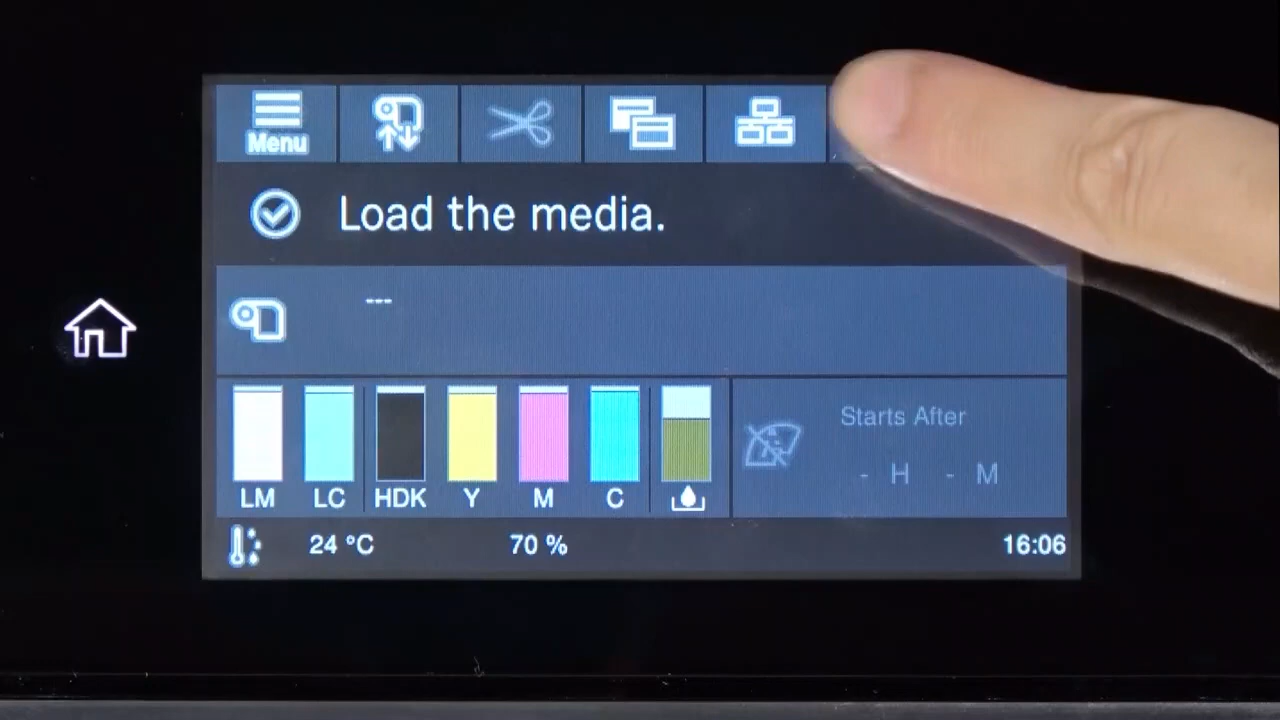 Menu
Load the media.
---
Starts After
- H - M
LM LC HDK Y M C
24 °C 70 % 16:06